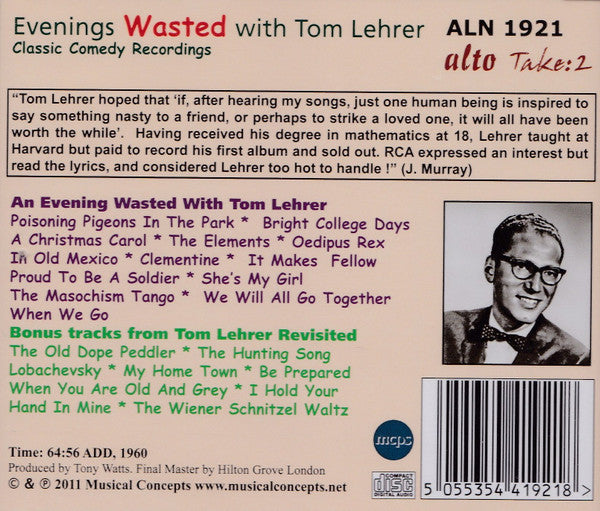 Evenings Wasted with Tom Lehrer
Classic Comedy Recordings
ALN 1921
alto Take:2
“Tom Lehrer hoped that ‘if, after hearing my songs, just one human being is inspired to
say something nasty to a friend, or perhaps to strike a loved one, it will all have been
worth the while’. Having received his degree in mathematics at 18, Lehrer taught at
Harvard but paid to record his first album and sold out. RCA expressed an interest but
read the lyrics, and considered Lehrer too hot to handle !” (J. Murray)
An Evening Wasted With Tom Lehrer
Poisoning Pigeons In The Park * Bright College Days
A Christmas Carol * The Elements * Oedipus Rex
In Old Mexico * Clementine * It Makes Fellow
Proud To Be A Soldier * She's My Girl
The Masochism Tango * We Will All Go Together
When We Go
Bonus tracks from Tom Lehrer Revisited
The Old Dope Peddler * The Hunting Song
Lobachevsky * My Home Town * Be Prepared
When You Are Old And Grey * I Hold Your
Hand In Mine * The Wiener Schnitzel Waltz
Time: 64:56 ADD, 1960
Produced by Tony Watts. Final Master by Hilton Grove London
© & ℗ 2011 Musical Concepts www.musicalconcepts.net
mcps
COMPACT
disc
DIGITAL AUDIO
5 055354 419218 >